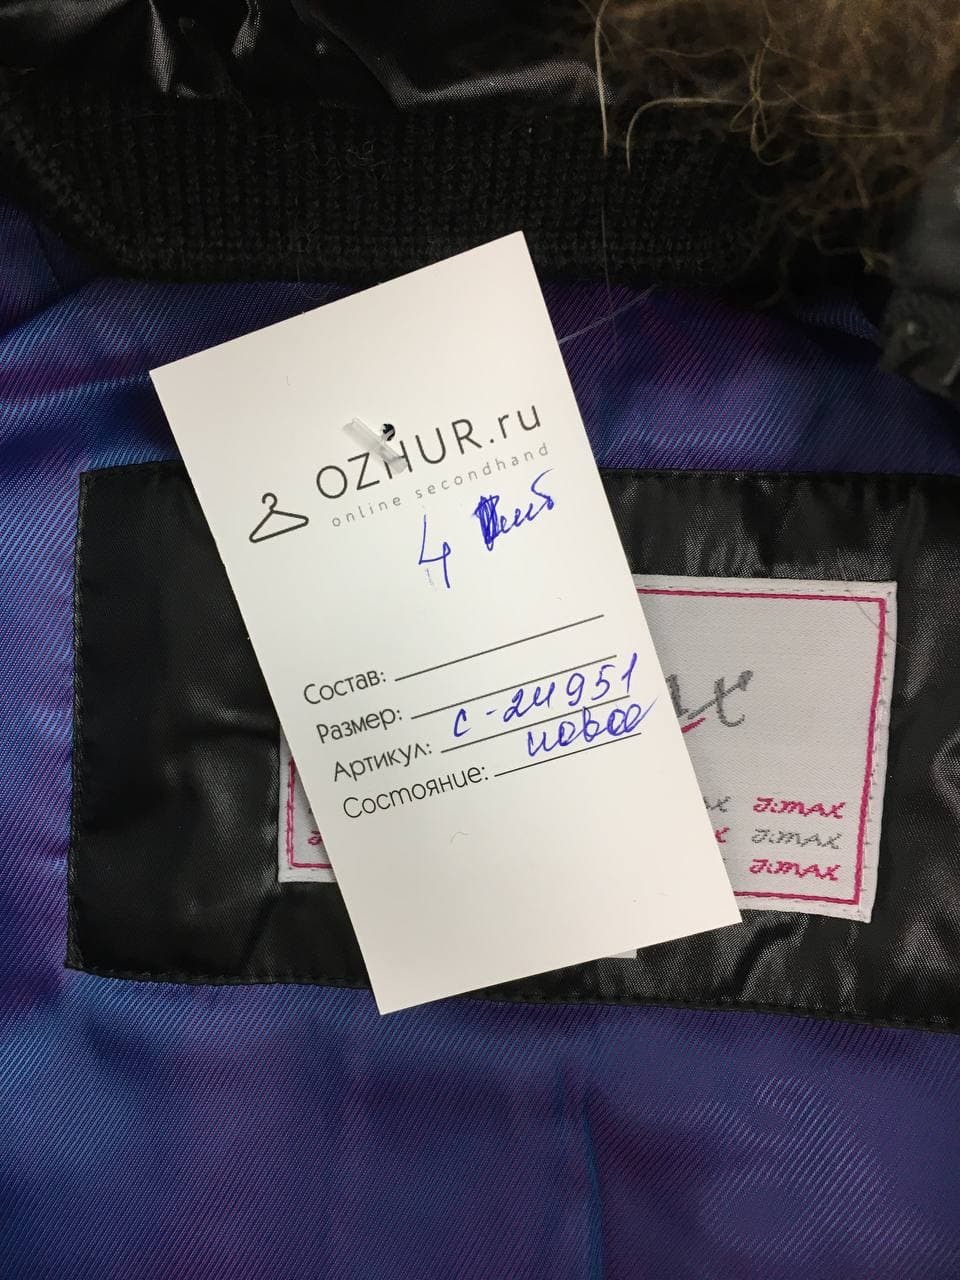 OZHUR.ru
online secondhand
4
Состав:
Размер:
Артикул: с-24951
Состояние: новое
J:MAX
J:MAX
J:MAX